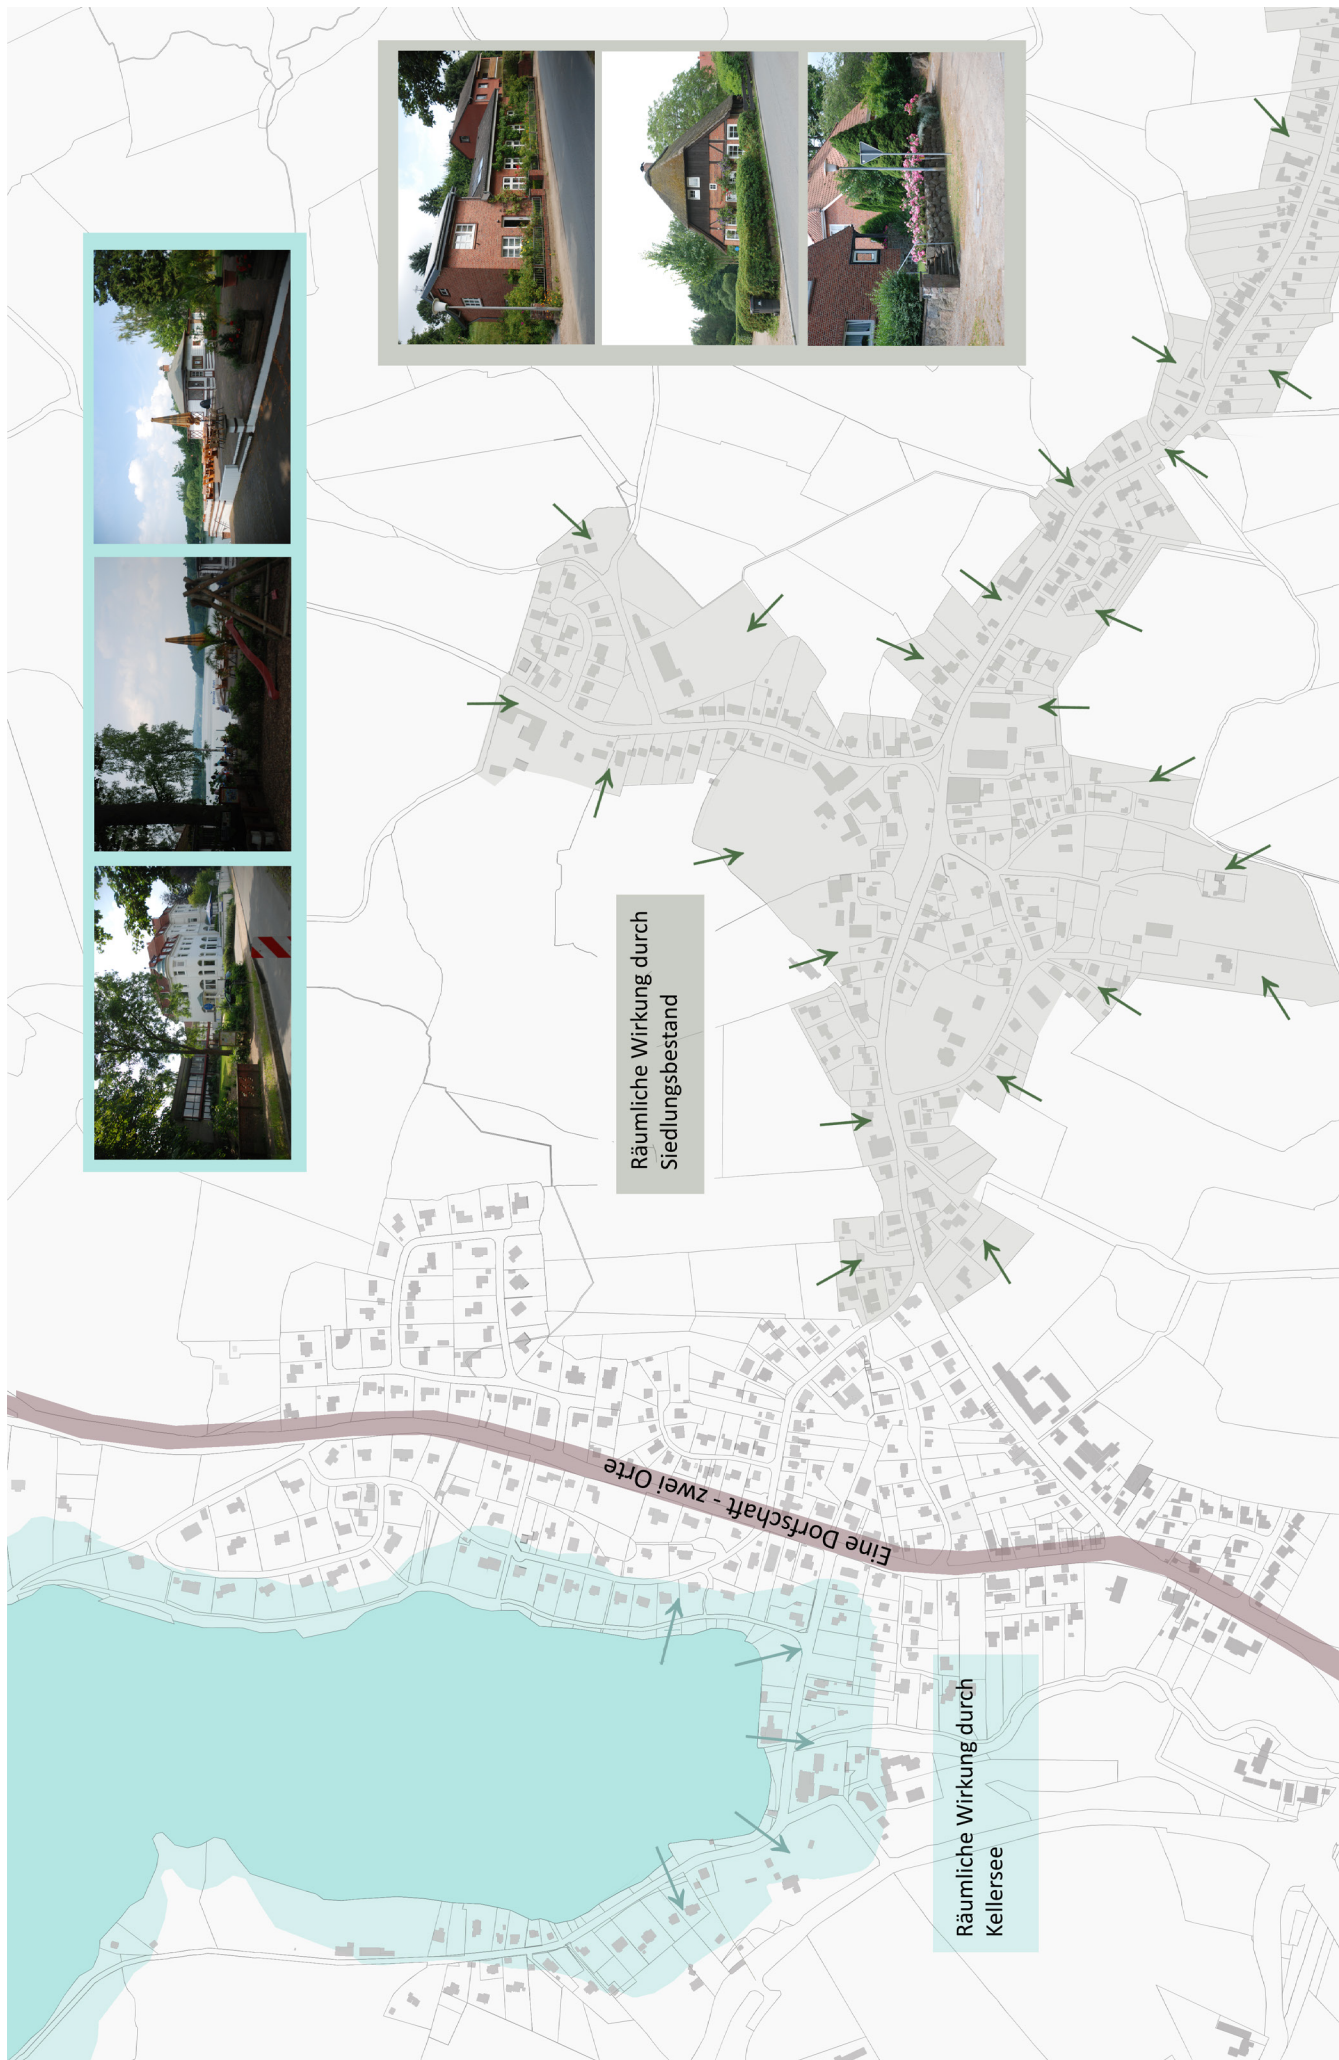 Räumliche Wirkung durch
Siedlungsbestand
Eine Dorfschaft - zwei Orte
Räumliche Wirkung durch
Kellersee